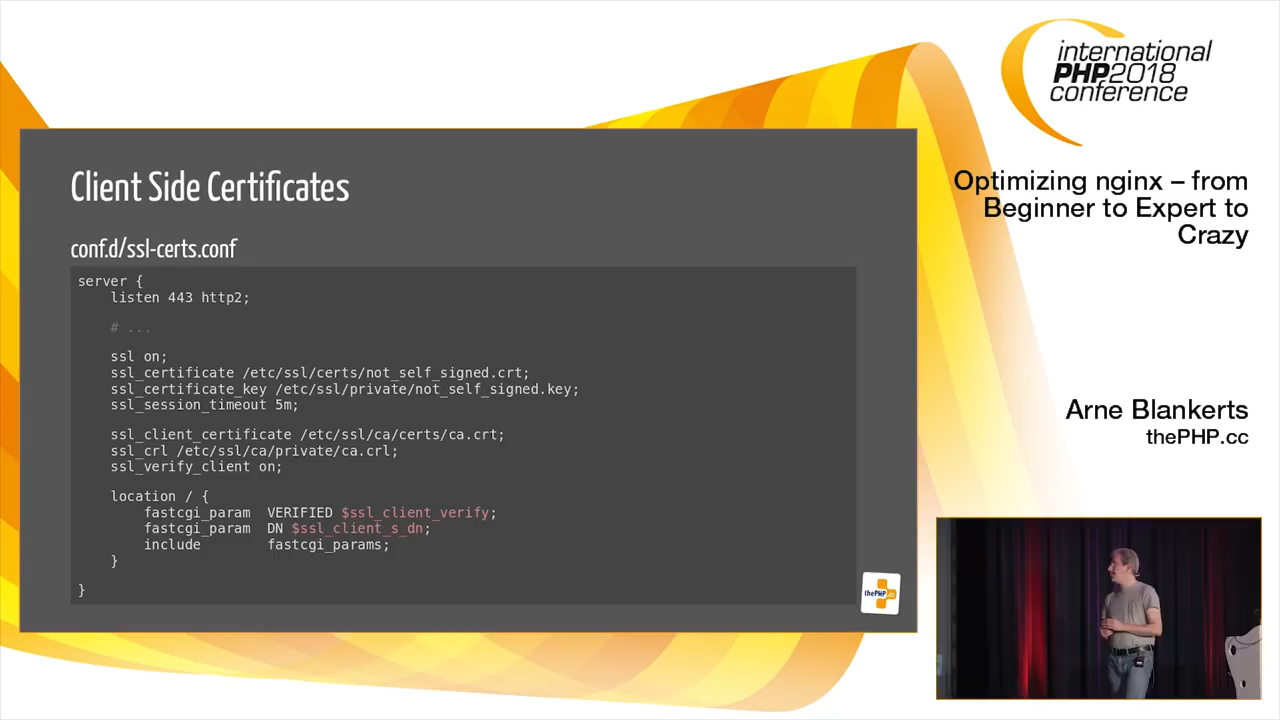 international
PHP2018
conference
Optimizing nginx – from
Beginner to Expert to
Crazy
Arne Blankerts
thePHP.cc
Client Side Certificates
conf.d/ssl-certs.conf
server {
    listen 443 http2;
    # ...
    ssl on;
    ssl_certificate /etc/ssl/certs/not_self_signed.crt;
    ssl_certificate_key /etc/ssl/private/not_self_signed.key;
    ssl_session_timeout 5m;
    ssl_client_certificate /etc/ssl/ca/certs/ca.crt;
    ssl_crl /etc/ssl/ca/private/ca.crl;
    ssl_verify_client on;
    location / {
        fastcgi_param  VERIFIED $ssl_client_verify;
        fastcgi_param  DN $ssl_client_s_dn;
        include        fastcgi_params;
    }
}
thePHP.cc